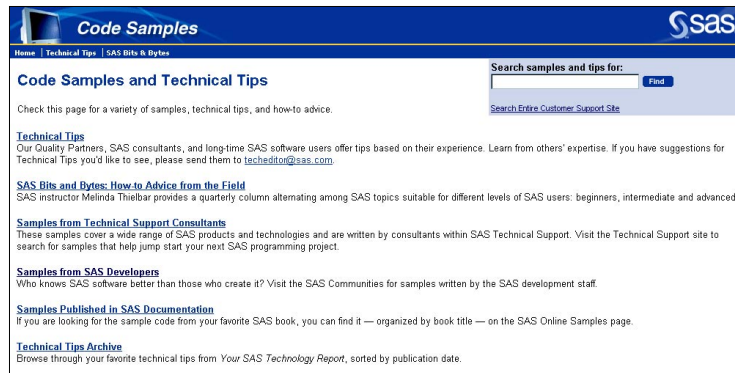 Code Samples
sas
Home | Technical Tips | SAS Bits & Bytes
Code Samples and Technical Tips
Search samples and tips for:
Find
Check this page for a variety of samples, technical tips, and how-to advice.
Search Entire Customer Support Site
Technical Tips
Our Quality Partners, SAS consultants, and long-time SAS software users offer tips based on their experience. Learn from others' expertise. If you have suggestions for
Technical Tips you'd like to see, please send them to techeditor@sas.com.
SAS Bits and Bytes: How-to Advice from the Field
SAS instructor Melinda Thielbar provides a quarterly column alternating among SAS topics suitable for different levels of SAS users: beginners, intermediate and advanced
Samples from Technical Support Consultants
These samples cover a wide range of SAS products and technologies and are written by consultants within SAS Technical Support. Visit the Technical Support site to
search for samples that help jump start your next SAS programming project.
Samples from SAS Developers
Who knows SAS software better than those who create it? Visit the SAS Communities for samples written by the SAS development staff.
Samples Published in SAS Documentation
If you are looking for the sample code from your favorite SAS book, you can find it — organized by book title — on the SAS Online Samples page.
Technical Tips Archive
Browse through your favorite technical tips from Your SAS Technology Report, sorted by publication date.